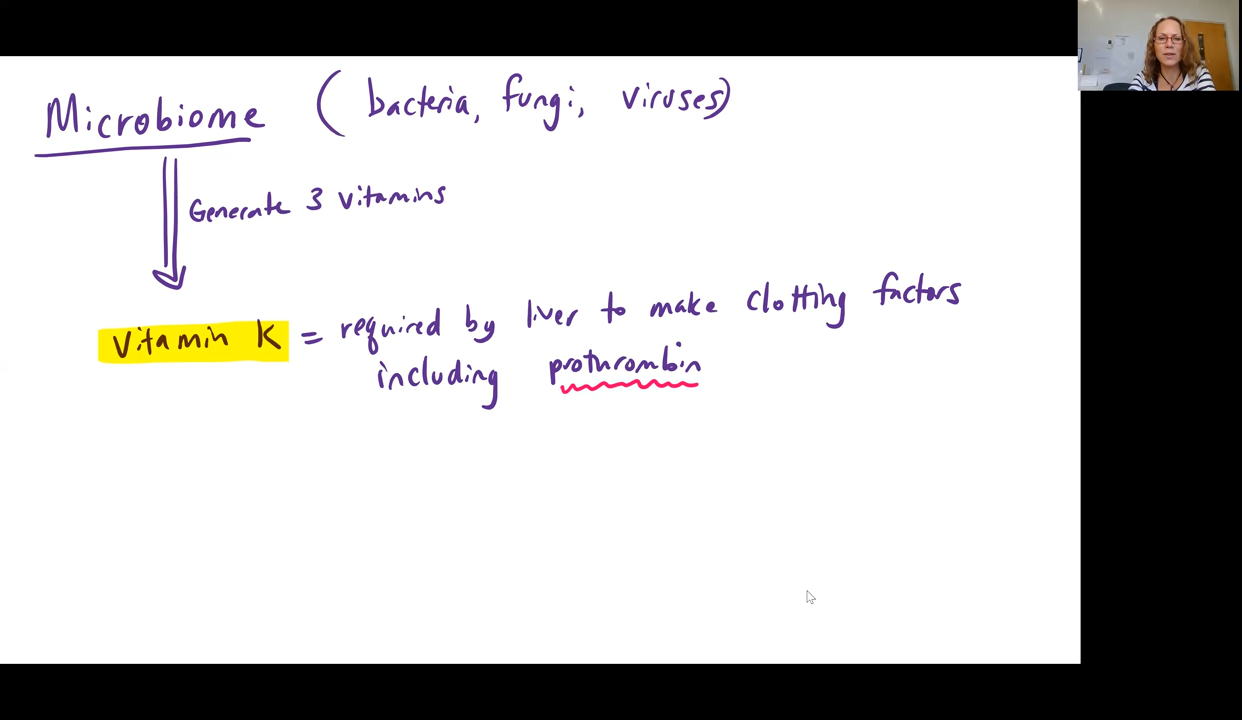 Microbiome (bacteria, fungi, viruses)
Generate 3 vitamins
Vitamin K = required by liver to make clotting factors
including prothrombin